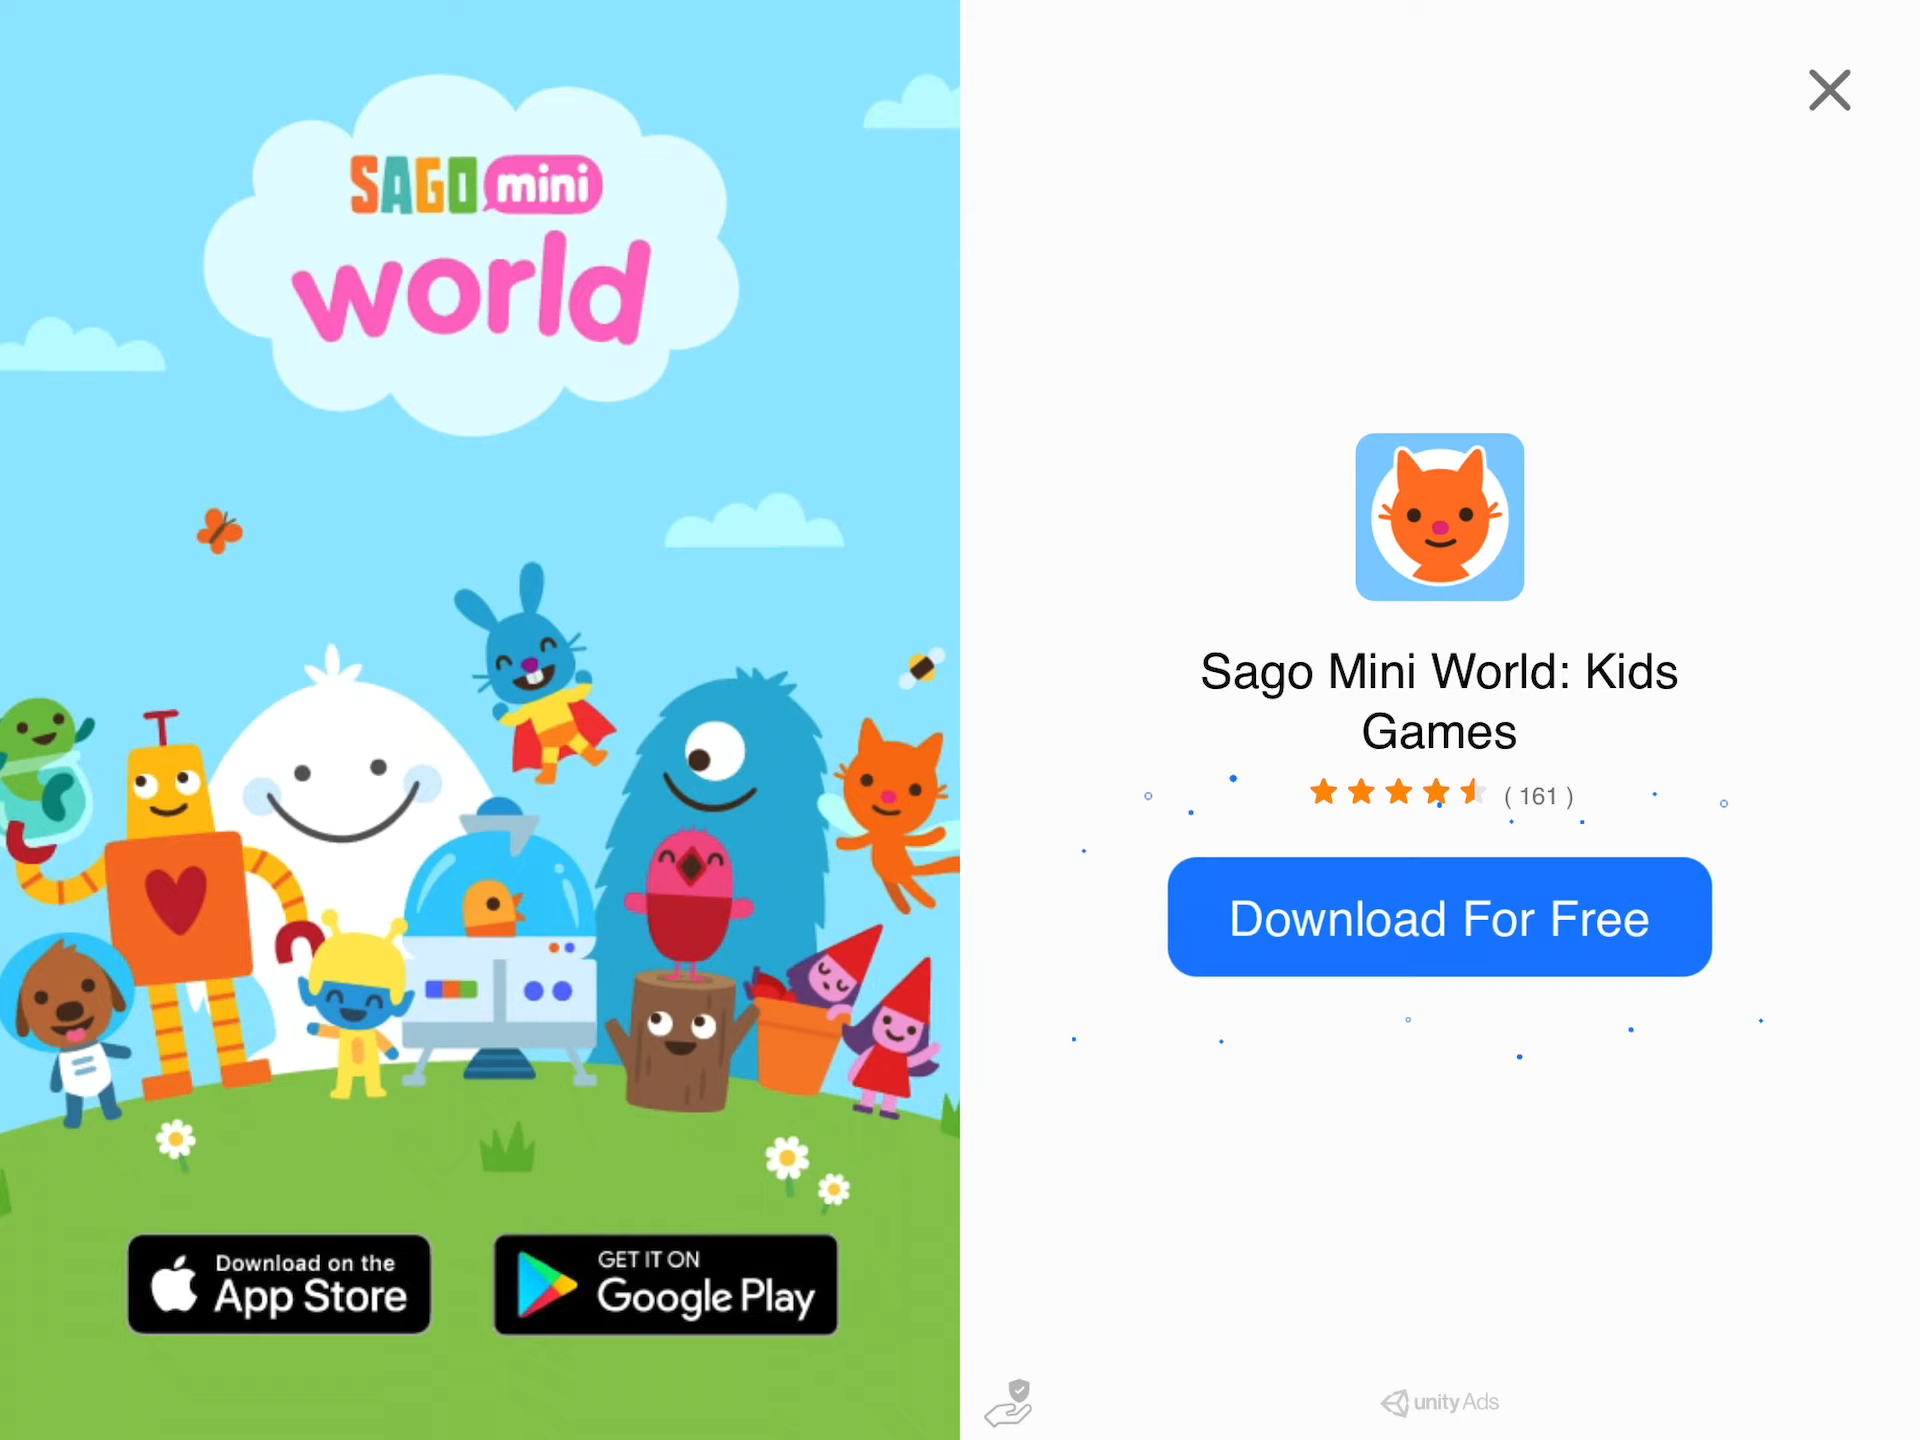 SAGO mini
world
Download on the
App Store
GET IT ON
Google Play
Sago Mini World: Kids
Games
( 161 )
Download For Free
unity Ads